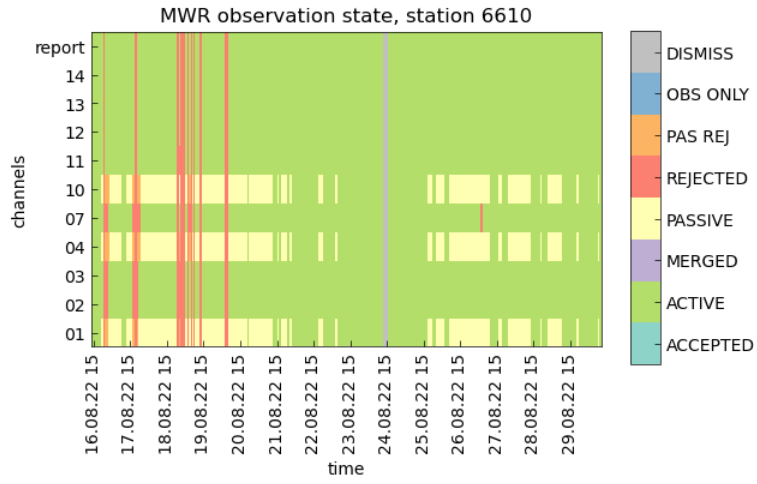 MWR observation state, station 6610
report
14
13
12
11
10
07
04
03
02
01
channels
16.08.22 15
17.08.22 15
18.08.22 15
19.08.22 15
20.08.22 15
21.08.22 15
22.08.22 15
23.08.22 15
24.08.22 15
25.08.22 15
26.08.22 15
27.08.22 15
28.08.22 15
29.08.22 15
time
DISMISS
OBS ONLY
PAS REJ
REJECTED
PASSIVE
MERGED
ACTIVE
ACCEPTED